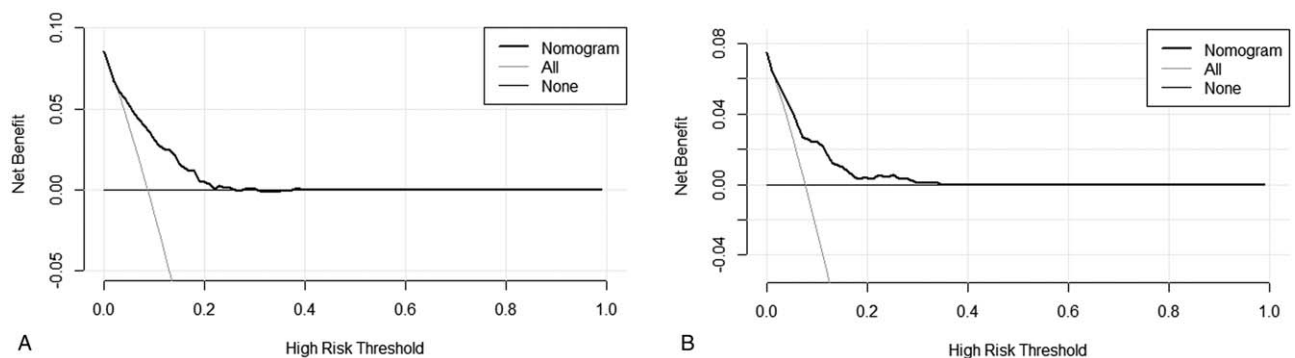 0.10
0.05
0.00
-0.05
Net Benefit
Nomogram
All
None
0.0 0.2 0.4 0.6 0.8 1.0
High Risk Threshold
A
0.08
0.04
0.00
-0.04
Net Benefit
Nomogram
All
None
0.0 0.2 0.4 0.6 0.8 1.0
High Risk Threshold
B